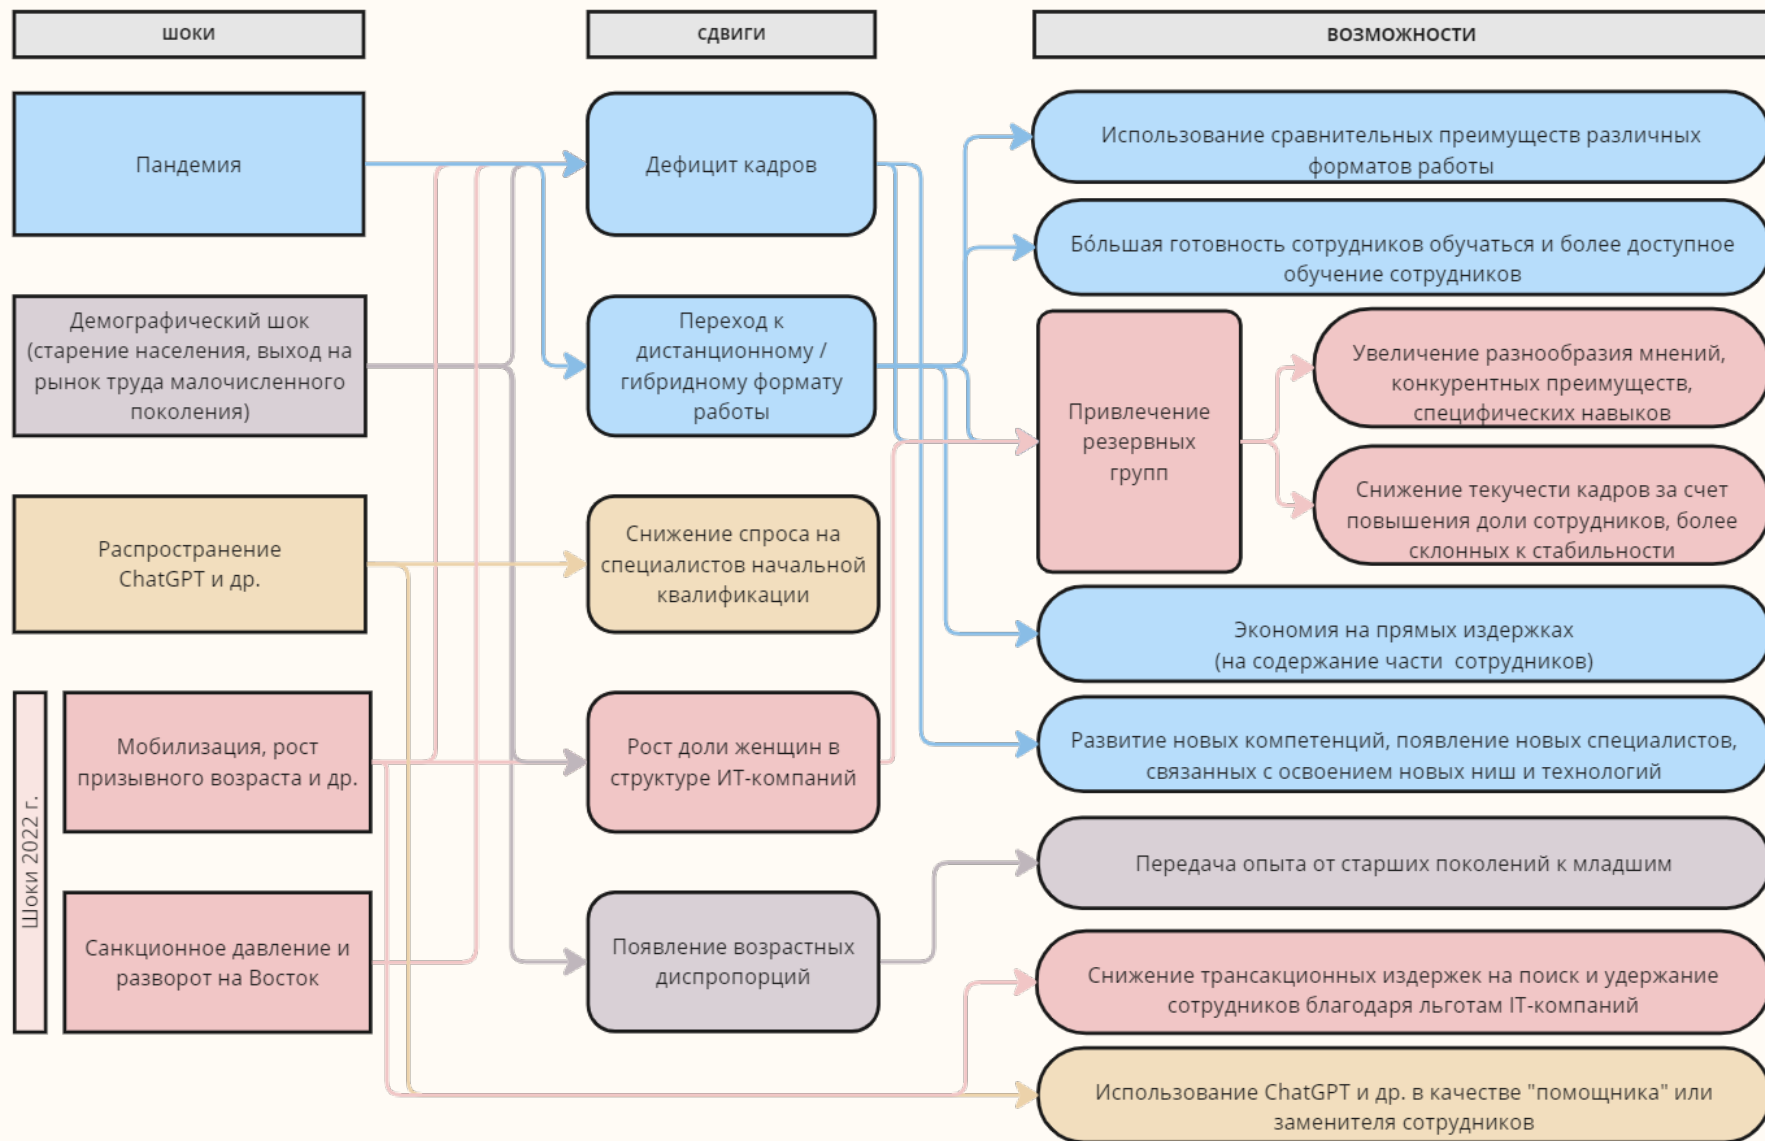 ШОКИ
СДВИГИ
ВОЗМОЖНОСТИ
Пандемия
Демографический шок
(старение населения, выход на
рынок труда малочисленного
поколения)
Распространение
ChatGPT и др.
Шоки 2022 г.
Мобилизация, рост
призывного возраста и др.
Санкционное давление и
разворот на Восток
Дефицит кадров
Переход к
дистанционному /
гибридному формату
работы
Снижение спроса на
специалистов начальной
квалификации
Рост доли женщин в
структуре ИТ-компаний
Появление возрастных
диспропорций
Использование сравнительных преимуществ различных
форматов работы
Бо́льшая готовность сотрудников обучаться и более доступное
обучение сотрудников
Привлечение
резервных
групп
Увеличение разнообразия мнений,
конкурентных преимуществ,
специфических навыков
Снижение текучести кадров за счет
повышения доли сотрудников, более
склонных к стабильности
Экономия на прямых издержках
(на содержание части сотрудников)
Развитие новых компетенций, появление новых специалистов,
связанных с освоением новых ниш и технологий
Передача опыта от старших поколений к младшим
Снижение трансакционных издержек на поиск и удержание
сотрудников благодаря льготам IT-компаний
Использование ChatGPT и др. в качестве "помощника" или
заменителя сотрудников